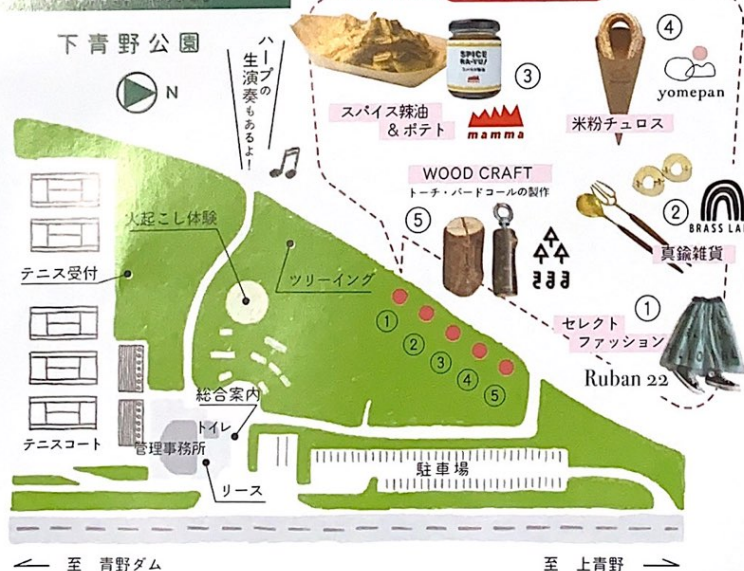 下青野公園
N
ハープの
生演奏もあるよ！
SPICE
RA-YU!
③
スパイス辣油
&ポテト
mamma
④
yomepan
米粉チュロス
WOOD CRAFT
トーチ・バードコールの製作
⑤
②
真鍮雑貨
①
セレクト
ファッション
Ruban 22
火起こし体験
ツリーイング
テニス受付
①
②
③
④
⑤
総合案内
トイレ
管理事務所
リース
テニスコート
駐車場
← 至 青野ダム
至 上青野 →